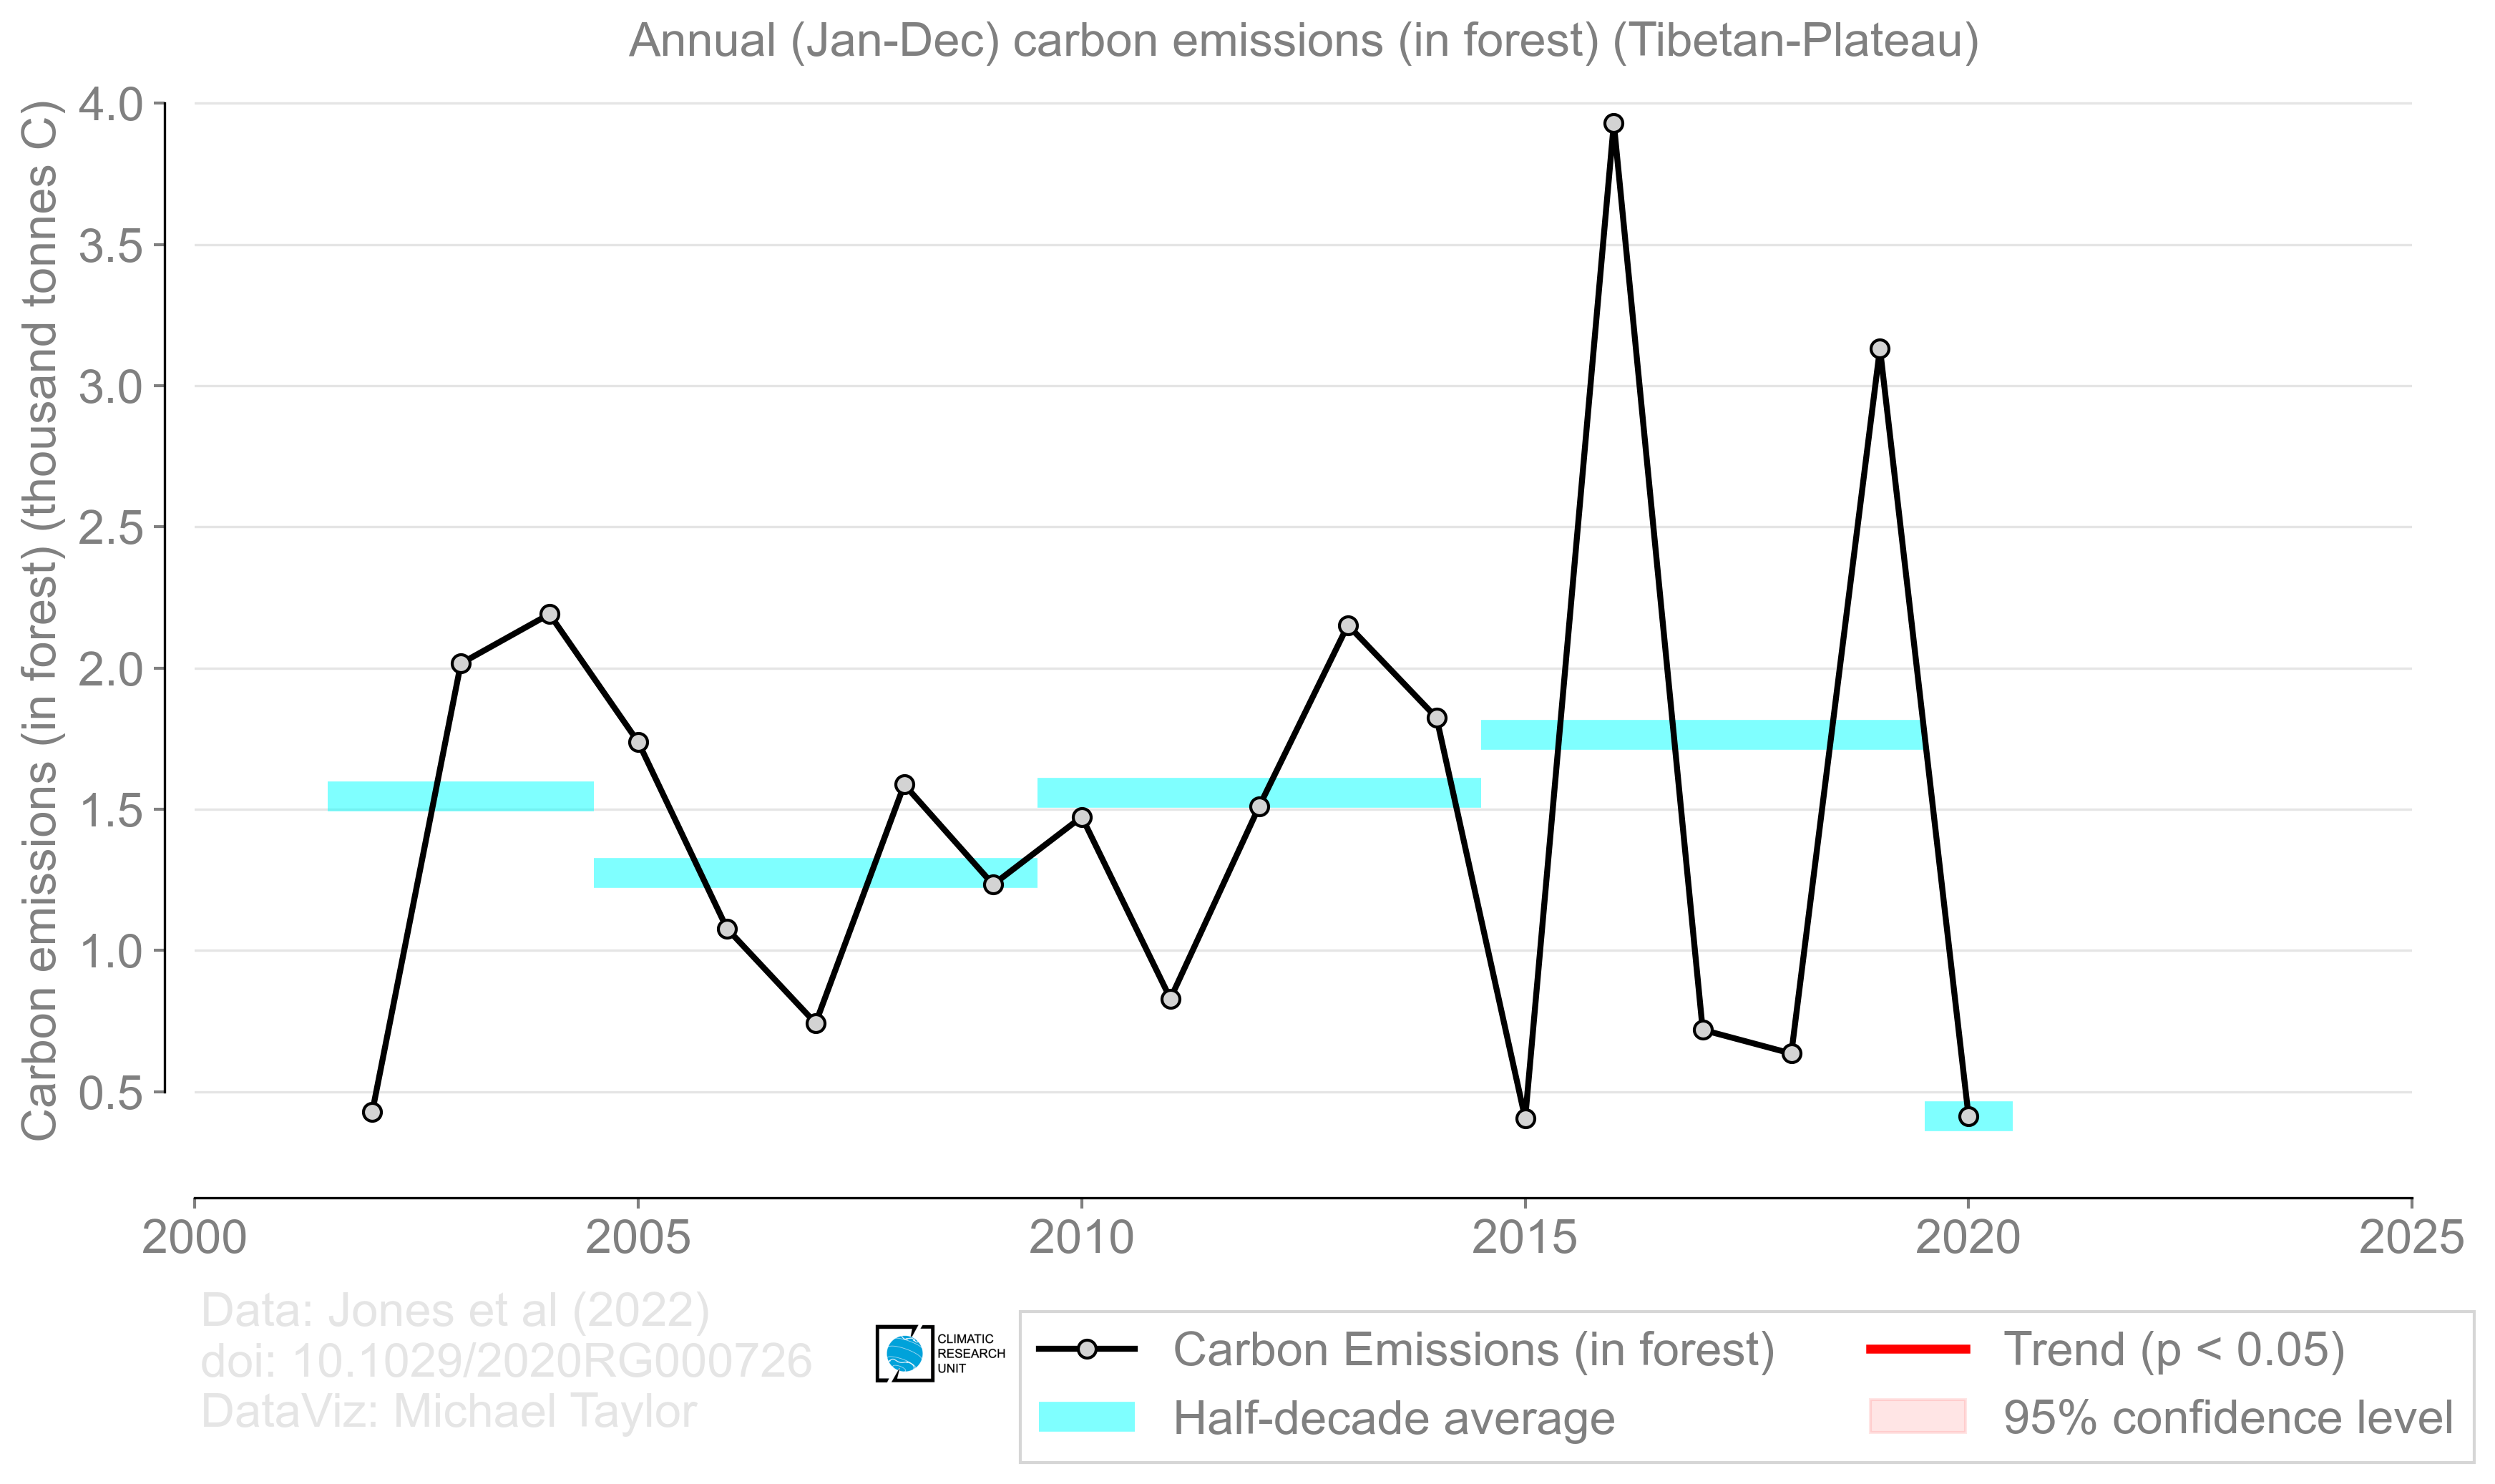 Annual (Jan-Dec) carbon emissions (in forest) (Tibetan-Plateau)
Carbon emissions (in forest) (thousand tonnes C)
4.0
3.5
3.0
2.5
2.0
1.5
1.0
0.5
2000
2005
2010
2015
2020
2025
Data: Jones et al (2022)
doi: 10.1029/2020RG000726
DataViz: Michael Taylor
CLIMATIC
RESEARCH
UNIT
Carbon Emissions (in forest)
Half-decade average
Trend (p < 0.05)
95% confidence level